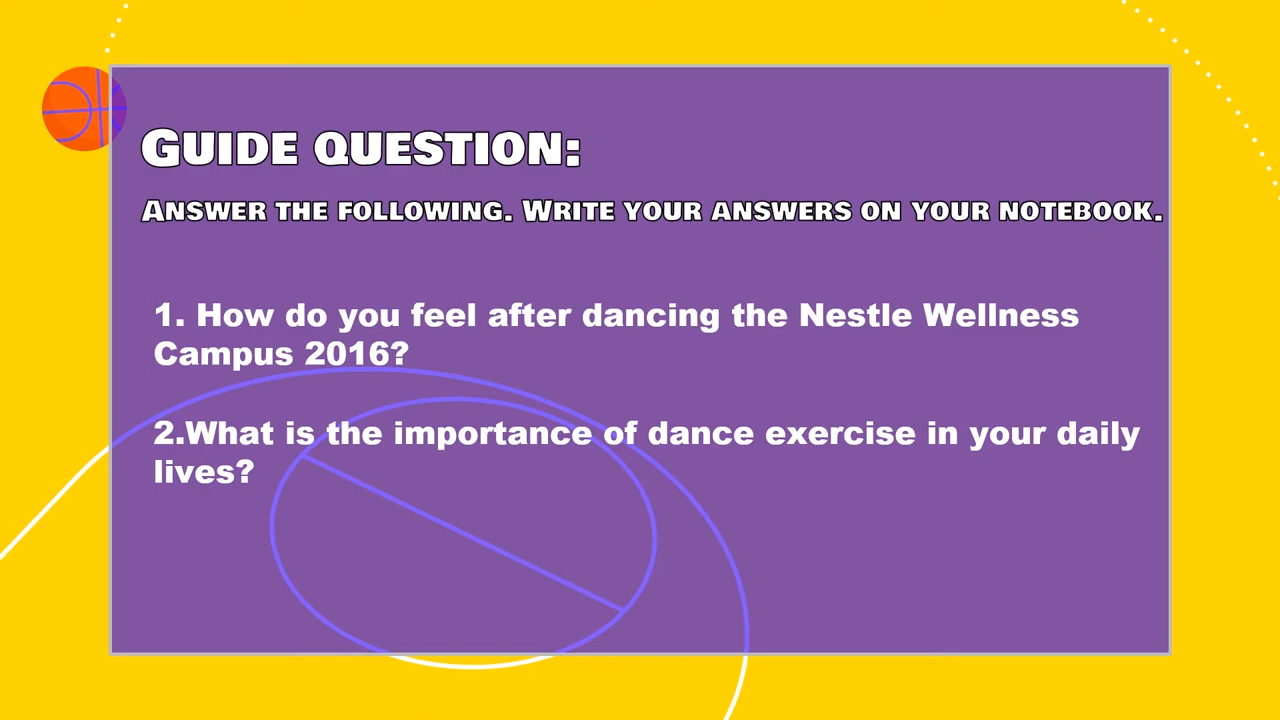 GUIDE QUESTION:
ANSWER THE FOLLOWING. WRITE YOUR ANSWERS ON YOUR NOTEBOOK.
1. How do you feel after dancing the Nestle Wellness
Campus 2016?
2.What is the importance of dance exercise in your daily
lives?